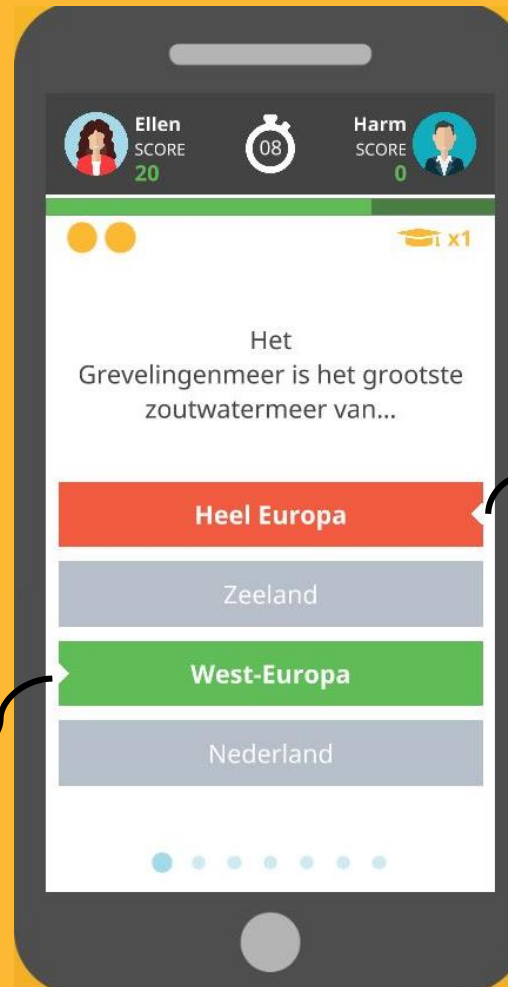 Ellen
SCORE
20
08
Harm
SCORE
0
x1
Het
Grevelingenmeer is het grootste
zoutwatermeer van...
Heel Europa
Zeeland
West-Europa
Nederland